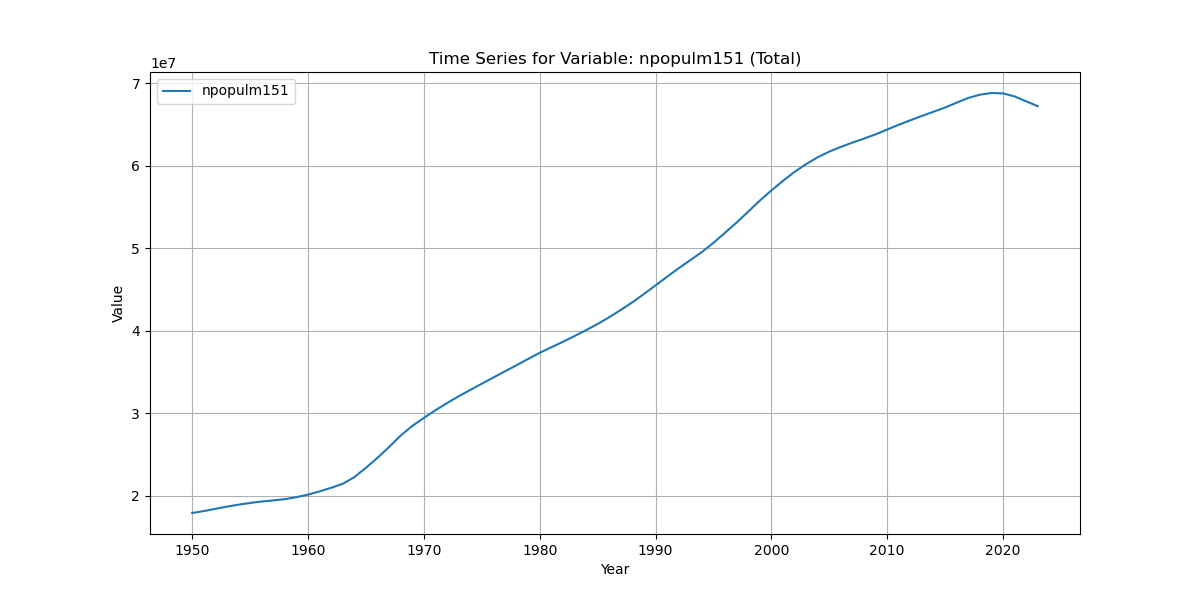 Time Series for Variable: npopulm151 (Total)
1e7
npopulm151
7
6
5
4
3
2
Value
1950 1960 1970 1980 1990 2000 2010 2020
Year